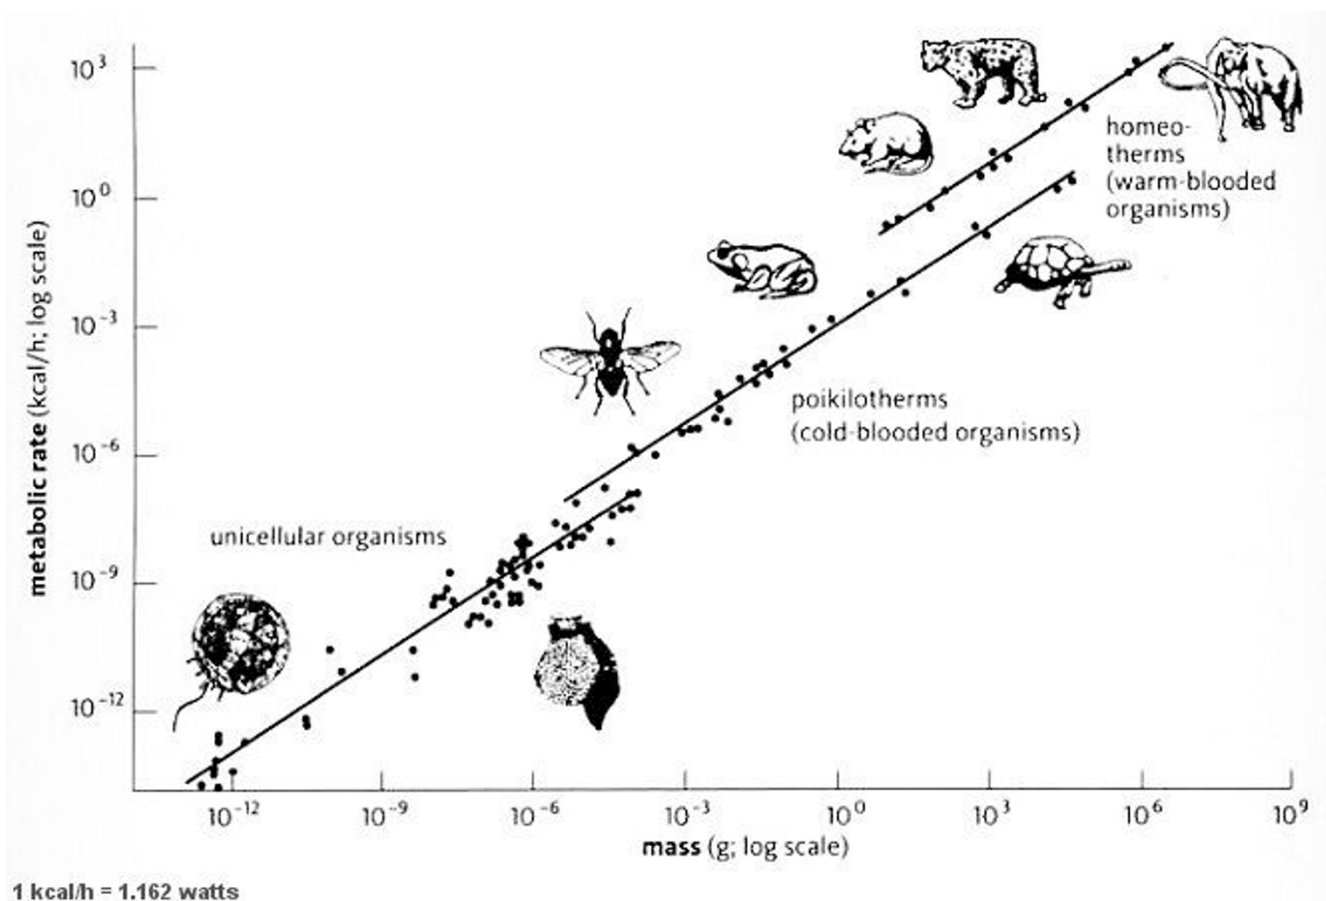 metabolic rate (kcal/h; log scale)
10³
10⁰
10⁻³
10⁻⁶
10⁻⁹
10⁻¹²
homeo-
therms
(warm-blooded
organisms)
poikilotherms
(cold-blooded organisms)
unicellular organisms
10⁻¹² 10⁻⁹ 10⁻⁶ 10⁻³ 10⁰ 10³ 10⁶ 10⁹
mass (g; log scale)
1 kcal/h = 1.162 watts